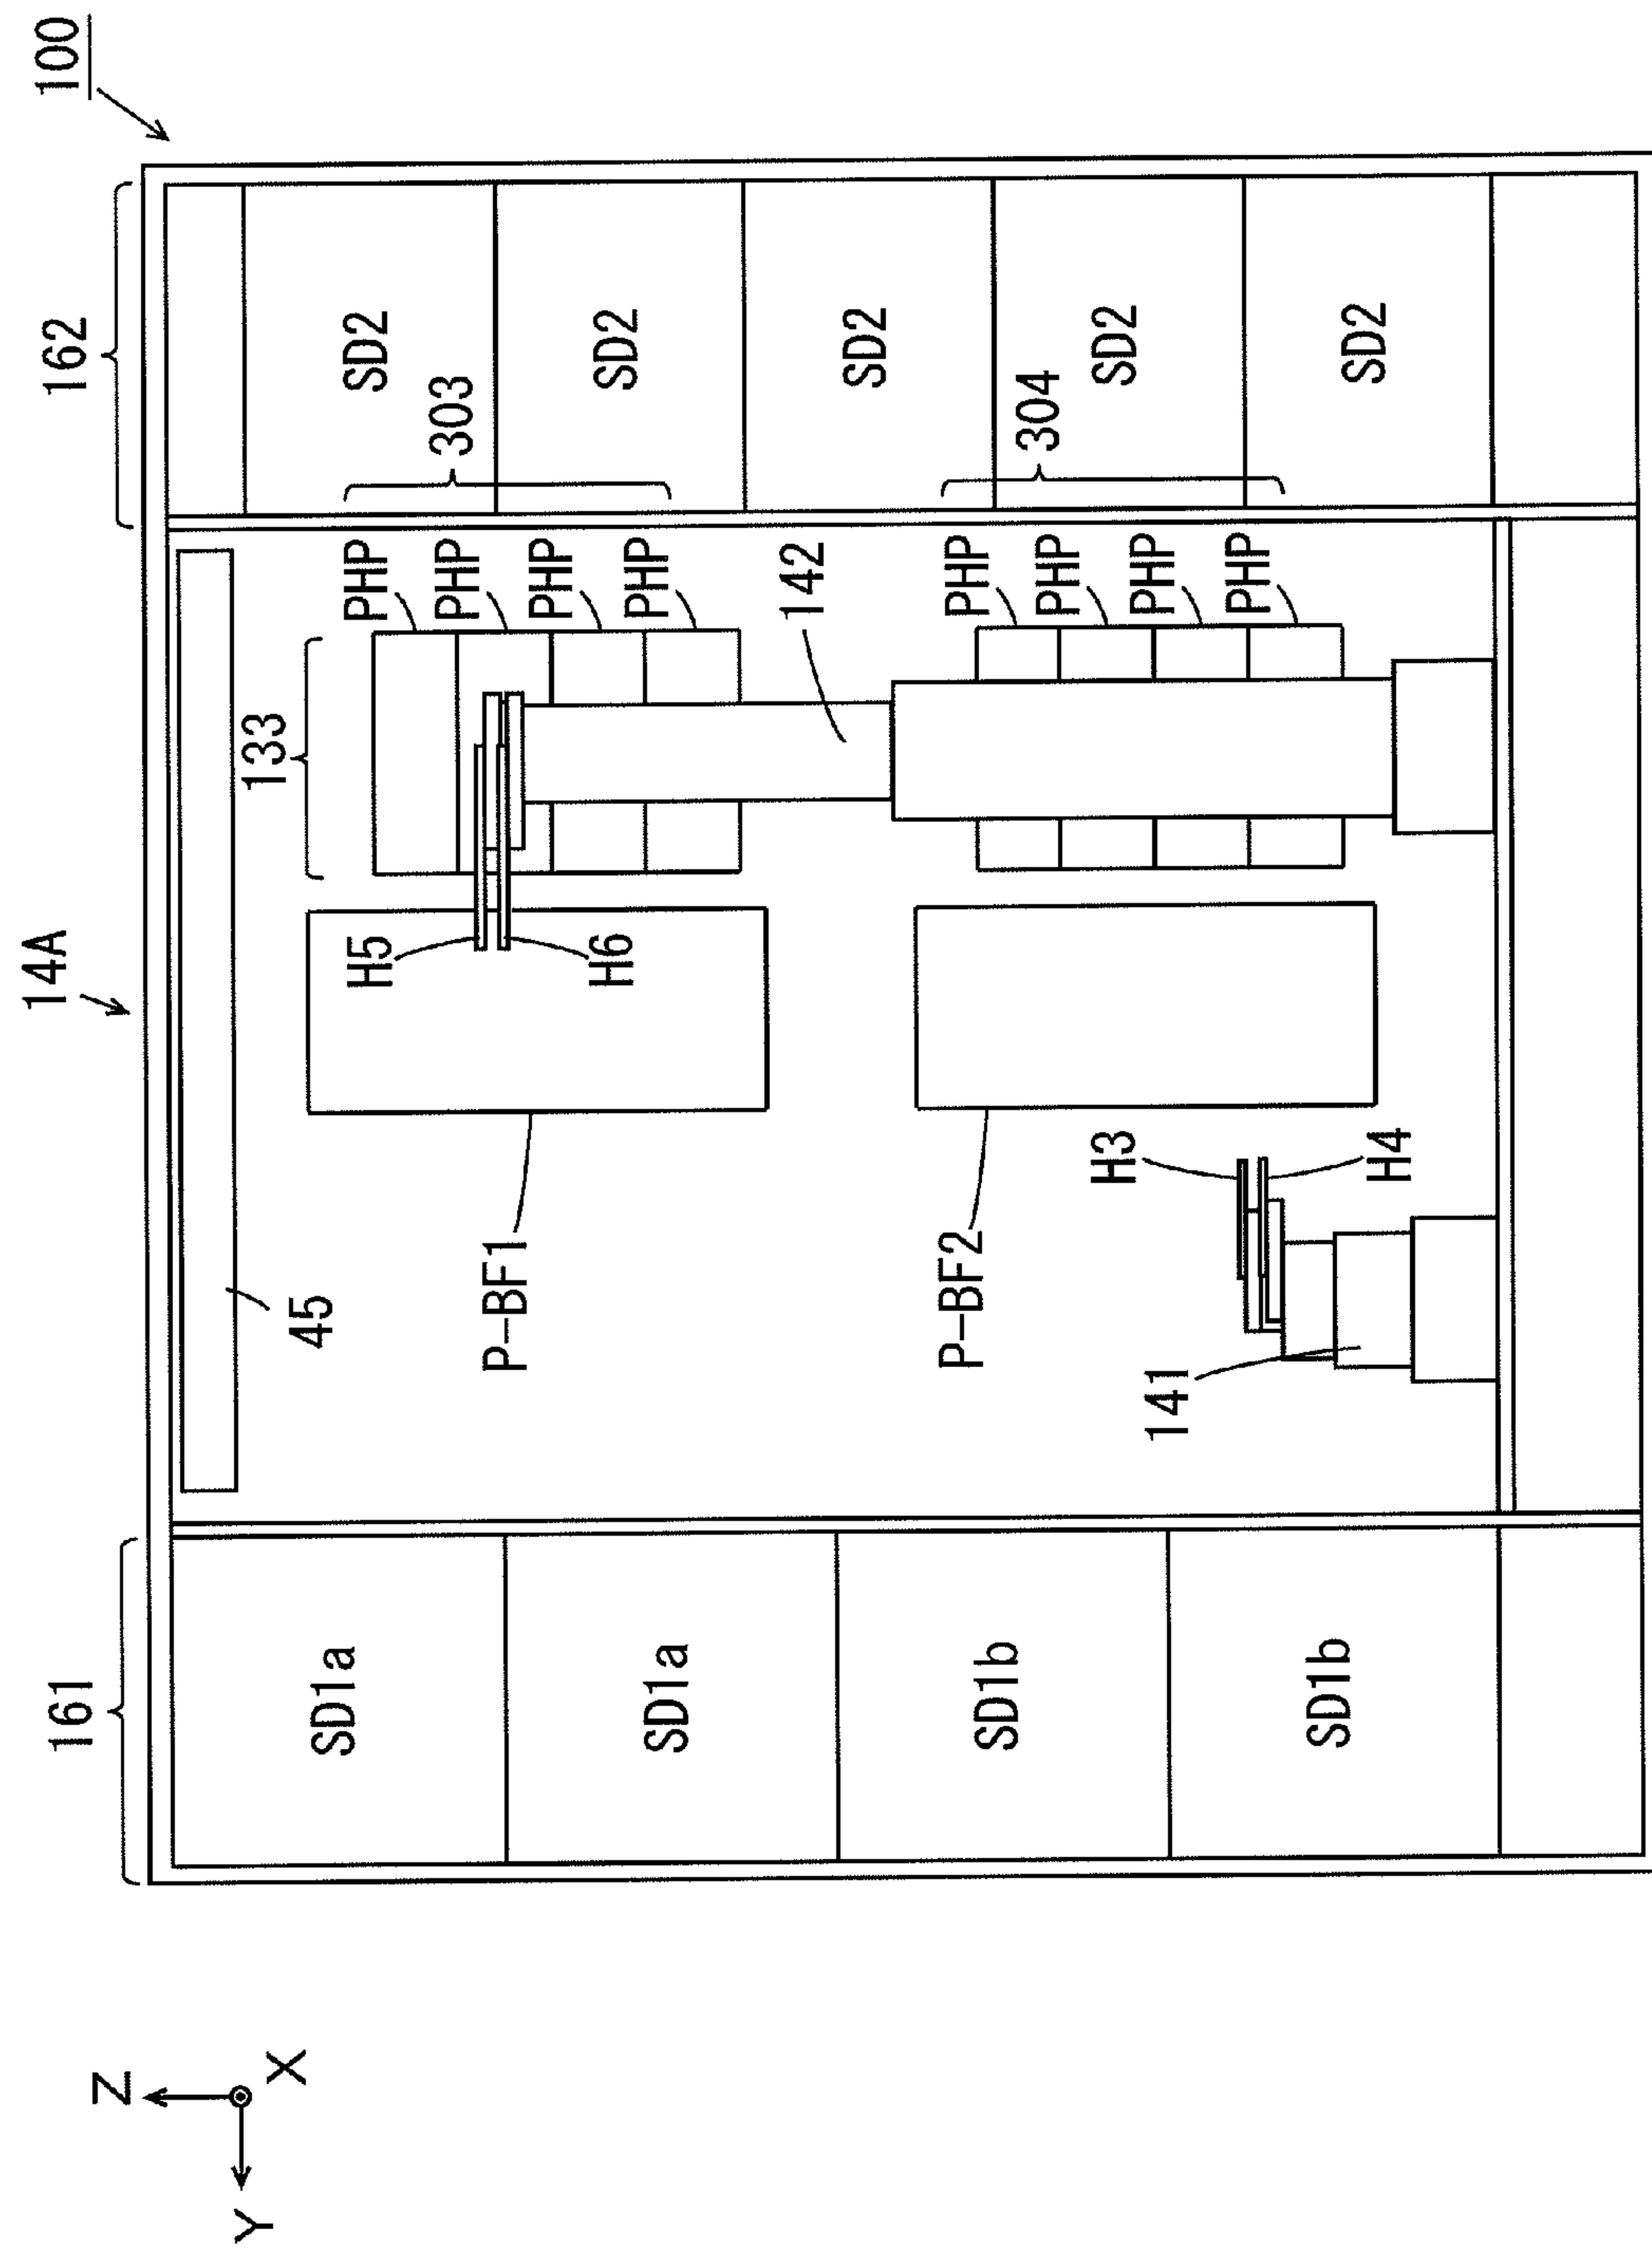 14A
100
161
162
Z
Y
X
133
45
SD1a
H5
PHP
SD2
303
PHP
P-BF1
PHP
H6
SD2
PHP
SD1a
142
SD2
P-BF2
PHP
SD1b
304
PHP
H3
SD2
PHP
141
PHP
SD1b
H4
SD2